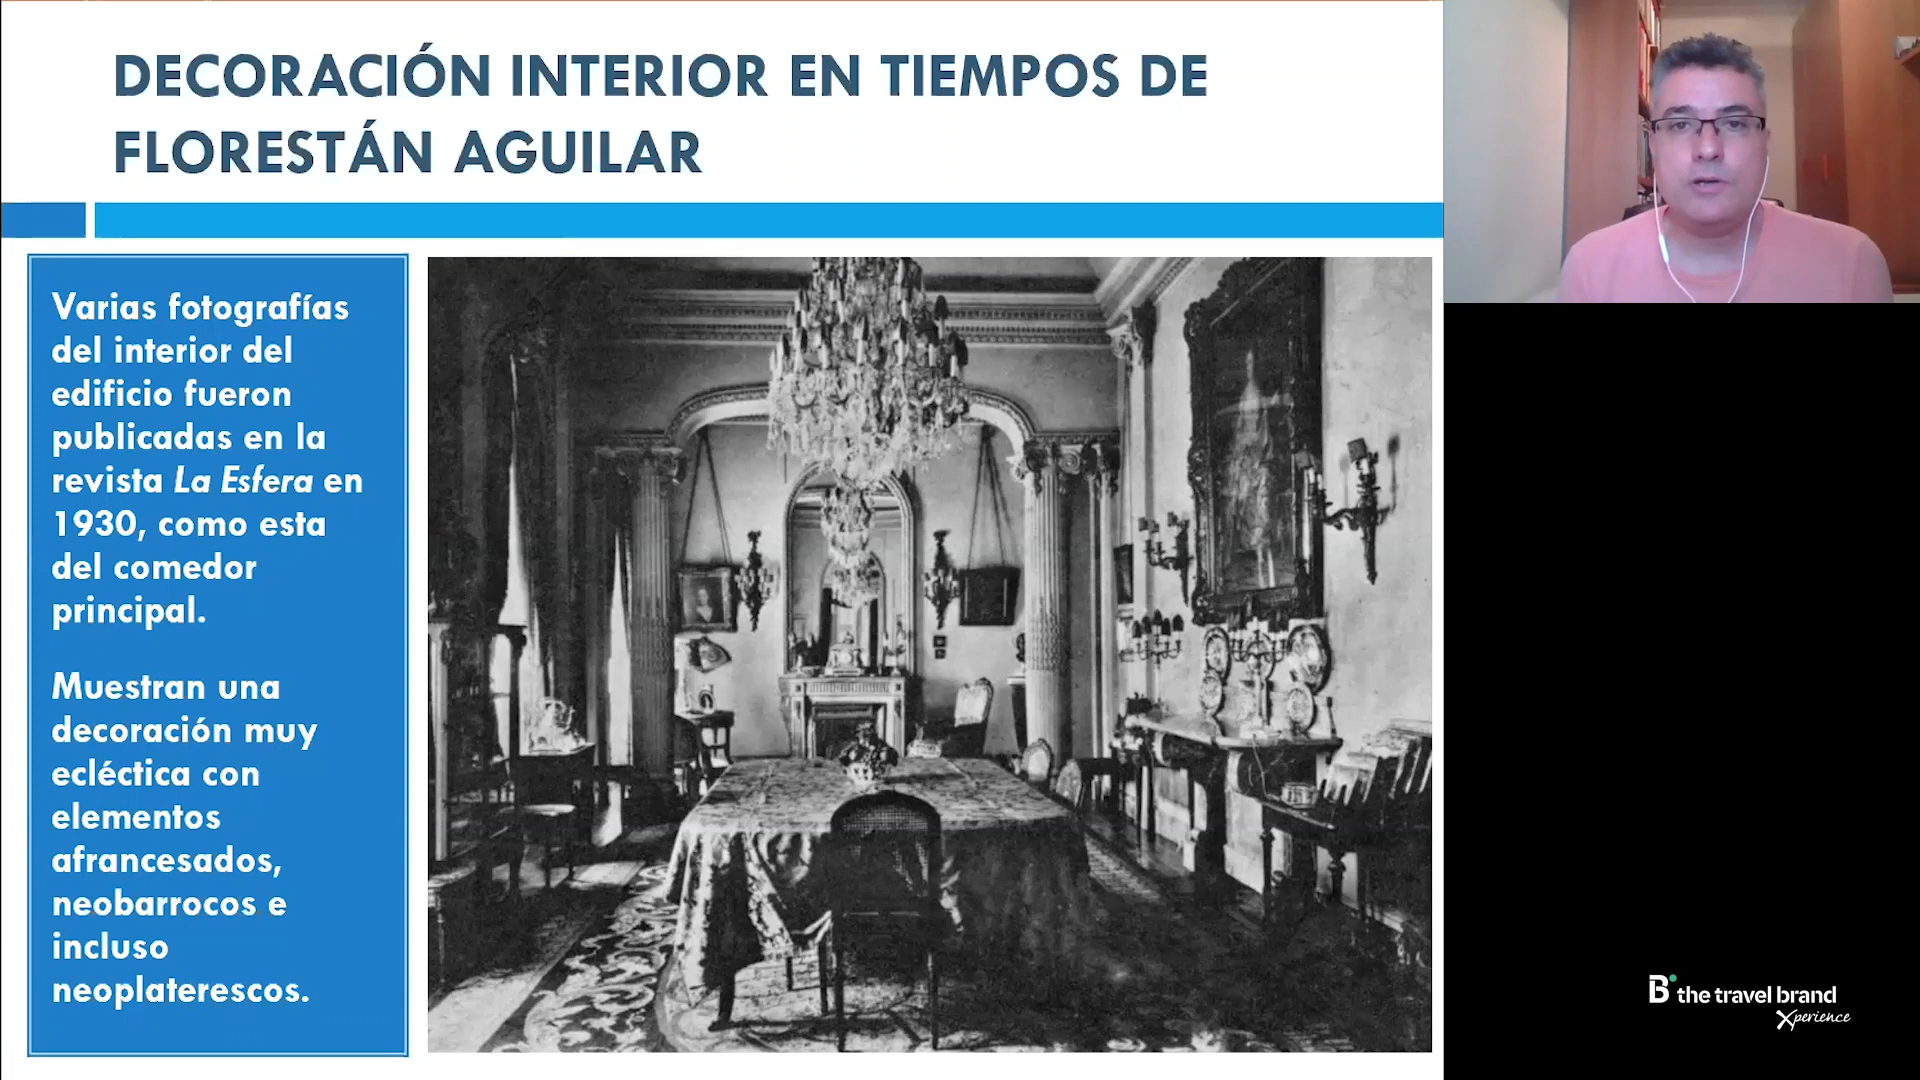 DECORACIÓN INTERIOR EN TIEMPOS DE
FLORESTÁN AGUILAR
Varias fotografías
del interior del
edificio fueron
publicadas en la
revista La Esfera en
1930, como esta
del comedor
principal.
Muestran una
decoración muy
ecléctica con
elementos
afrancesados,
neobarrocos e
incluso
neoplaterescos.
B the travel brand
Xperience